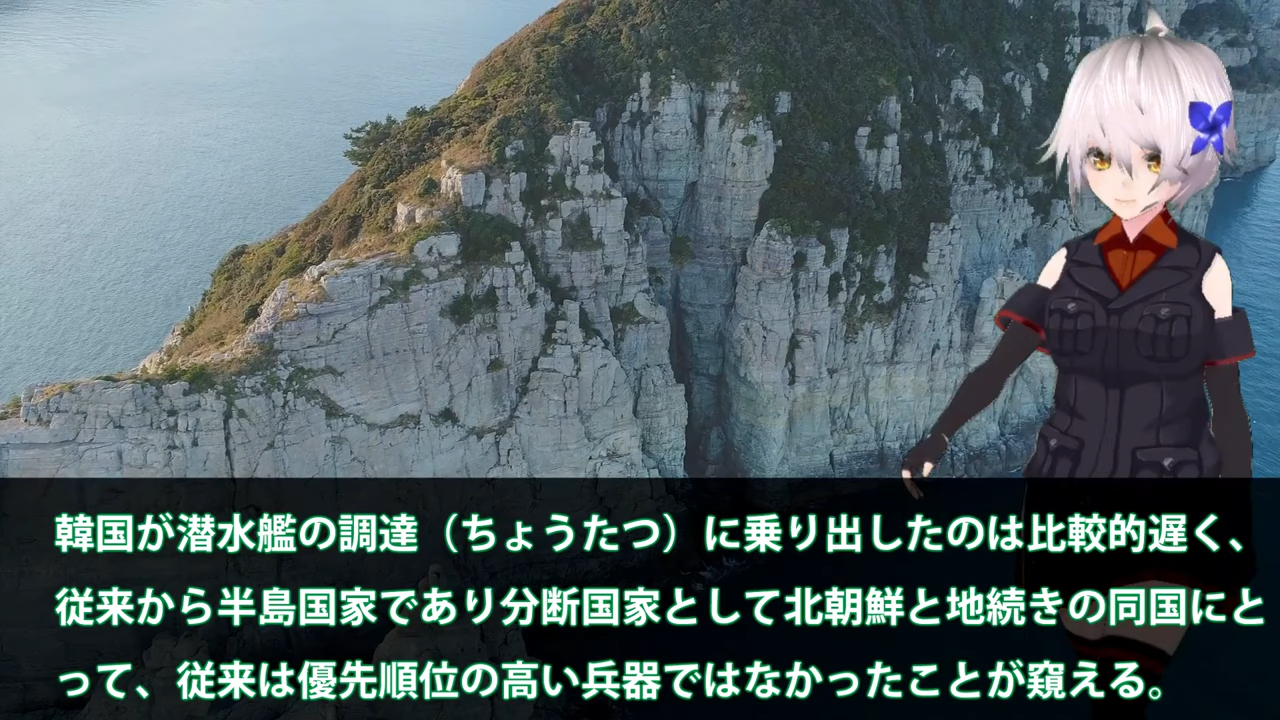 韓国が潜水艦の調達（ちょうたつ）に乗り出したのは比較的遅く、
従来から半島国家であり分断国家として北朝鮮と地続きの同国にと
って、従来は優先順位の高い兵器ではなかったことが窺える。